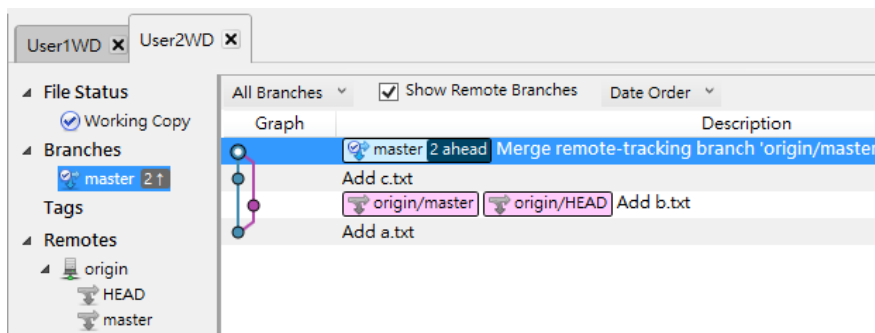 User1WD
User2WD
File Status
Working Copy
Branches
master 2↑
Tags
Remotes
origin
HEAD
master
All Branches Show Remote Branches Date Order
Graph Description
master 2 ahead Merge remote-tracking branch 'origin/master
Add c.txt
origin/master origin/HEAD Add b.txt
Add a.txt